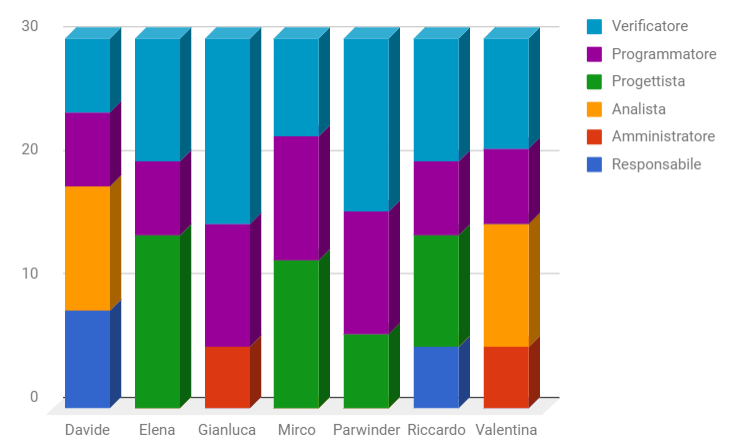 30
20
10
0
Davide Elena Gianluca Mirco Parwinder Riccardo Valentina
Verificatore
Programmatore
Progettista
Analista
Amministratore
Responsabile